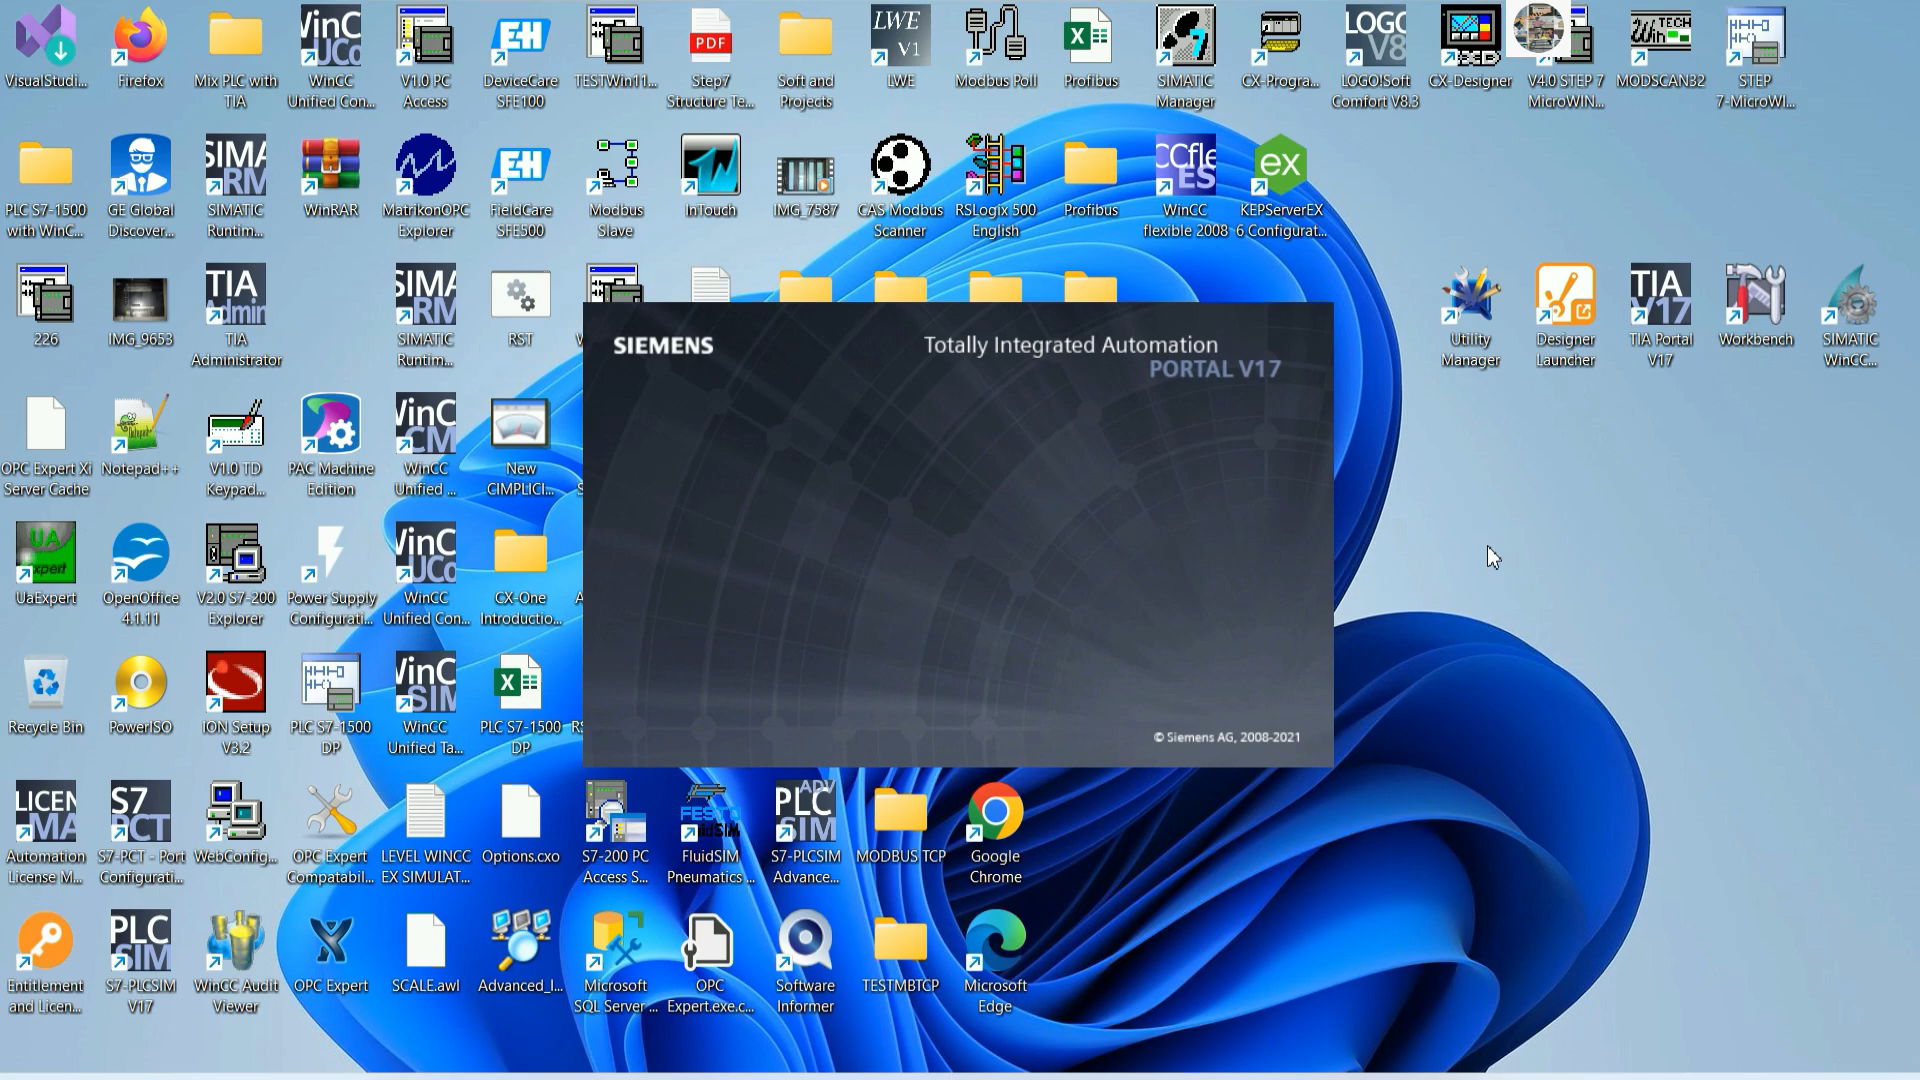 VisualStudi...
Firefox
Mix PLC with
TIA
WinCC
Unified Con...
V1.0 PC
Access
DeviceCare
SFE100
TESTWin11...
Step7
Structure Te...
Soft and
Projects
LWE
Modbus Poll
Profibus
SIMATIC
Manager
CX-Progra...
LOGO!Soft
Comfort V8.3
CX-Designer
V4.0 STEP 7
MicroWIN...
MODSCAN32
STEP
7-MicroWI...
PLC S7-1500
with WinC...
GE Global
Discover...
SIMATIC
Runtim...
WinRAR
MatrikonOPC
Explorer
FieldCare
SFE500
Modbus
Slave
InTouch
IMG_7587
CAS Modbus
Scanner
RSLogix 500
English
Profibus
WinCC
flexible 2008
KEPServerEX
6 Configurat...
226
IMG_9653
TIA
Administrator
SIMATIC
Runtim...
RST
Utility
Manager
Designer
Launcher
TIA Portal
V17
Workbench
SIMATIC
WinCC...
SIEMENS
Totally Integrated Automation
PORTAL V17
© Siemens AG, 2008-2021
OPC Expert Xi
Server Cache
Notepad++
V1.0 TD
Keypad...
PAC Machine
Edition
WinCC
Unified ...
New
CIMPLICI...
UaExpert
OpenOffice
4.1.11
V2.0 S7-200
Explorer
Power Supply
Configurati...
WinCC
Unified Con...
CX-One
Introductio...
Recycle Bin
PowerISO
ION Setup
V3.2
PLC S7-1500
DP
WinCC
Unified Ta...
PLC S7-1500
DP
Automation
License M...
S7-PCT - Port
Configurati...
WebConfig...
OPC Expert
Compatabil...
LEVEL WINCC
EX SIMULAT...
Options.cxo
S7-200 PC
Access S...
FluidSIM
Pneumatics ...
S7-PLCSIM
Advance...
MODBUS TCP
Google
Chrome
Entitlement
and Licen...
S7-PLCSIM
V17
WinCC Audit
Viewer
OPC Expert
SCALE.awl
Advanced_I...
Microsoft
SQL Server ...
OPC
Expert.exe.c...
Software
Informer
TESTMBTCP
Microsoft
Edge